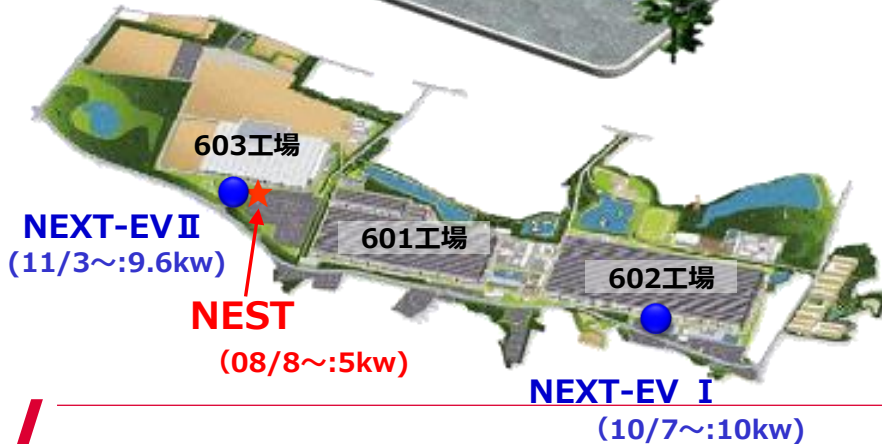 603工場
NEXT-EVⅡ
(11/3～:9.6kw)
601工場
602工場
NEST
(08/8～:5kw)
NEXT-EV Ⅰ
(10/7～:10kw)